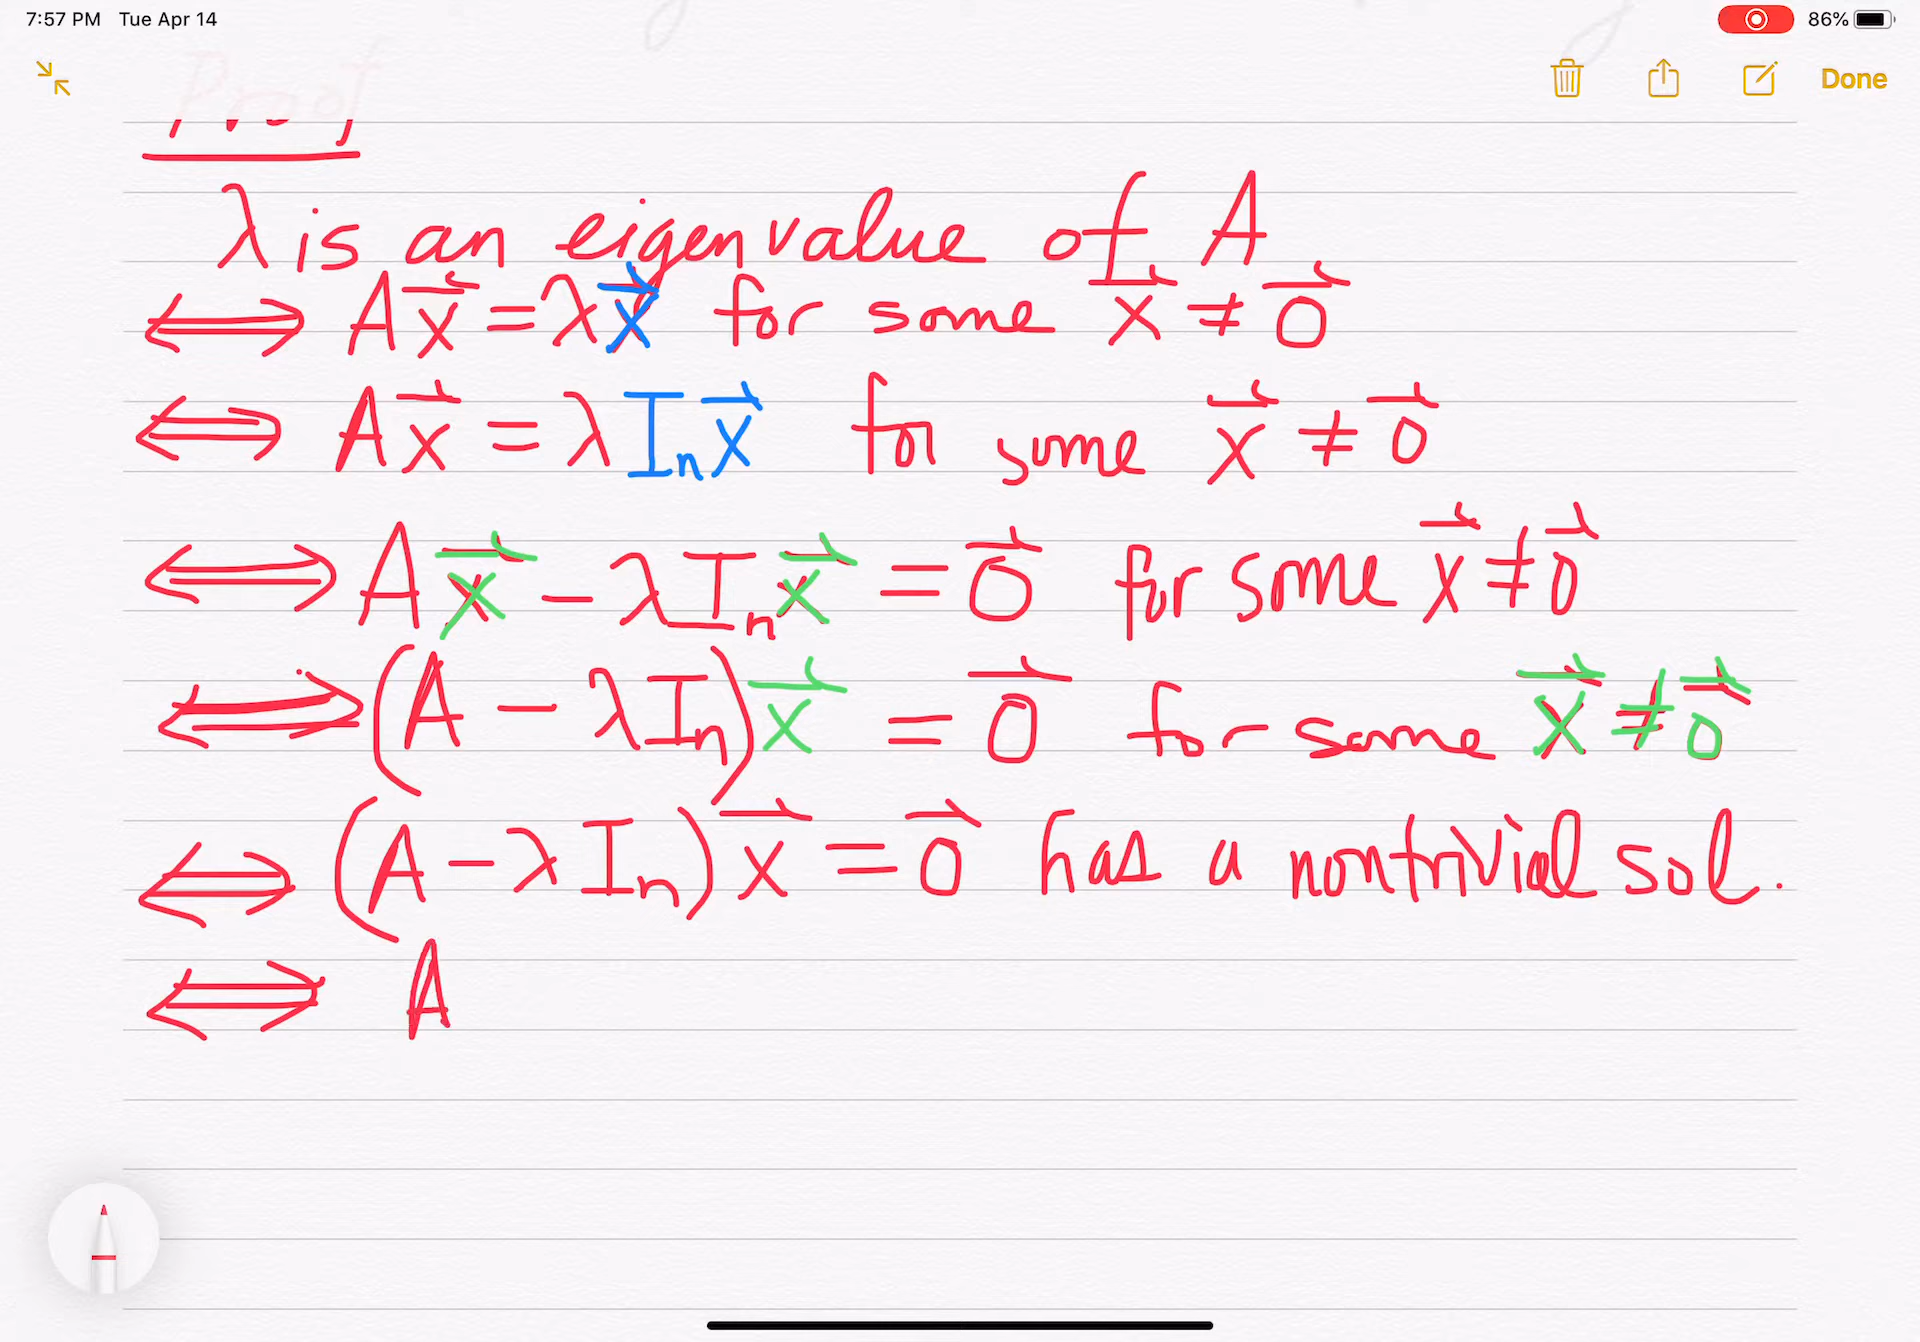 7:57 PM Tue Apr 14 86%
Done
Proof
λ is an eigenvalue of A
⟺ Ax⃗ = λx⃗ for some x⃗ ≠ 0⃗
⟺ Ax⃗ = λIₙx⃗ for some x⃗ ≠ 0⃗
⟺ Ax⃗ − λIₙx⃗ = 0⃗ for some x⃗ ≠ 0⃗
⟺ (A − λIₙ)x⃗ = 0⃗ for some x⃗ ≠ 0⃗
⟺ (A − λIₙ)x⃗ = 0⃗ has a nontrivial sol.
⟺ A